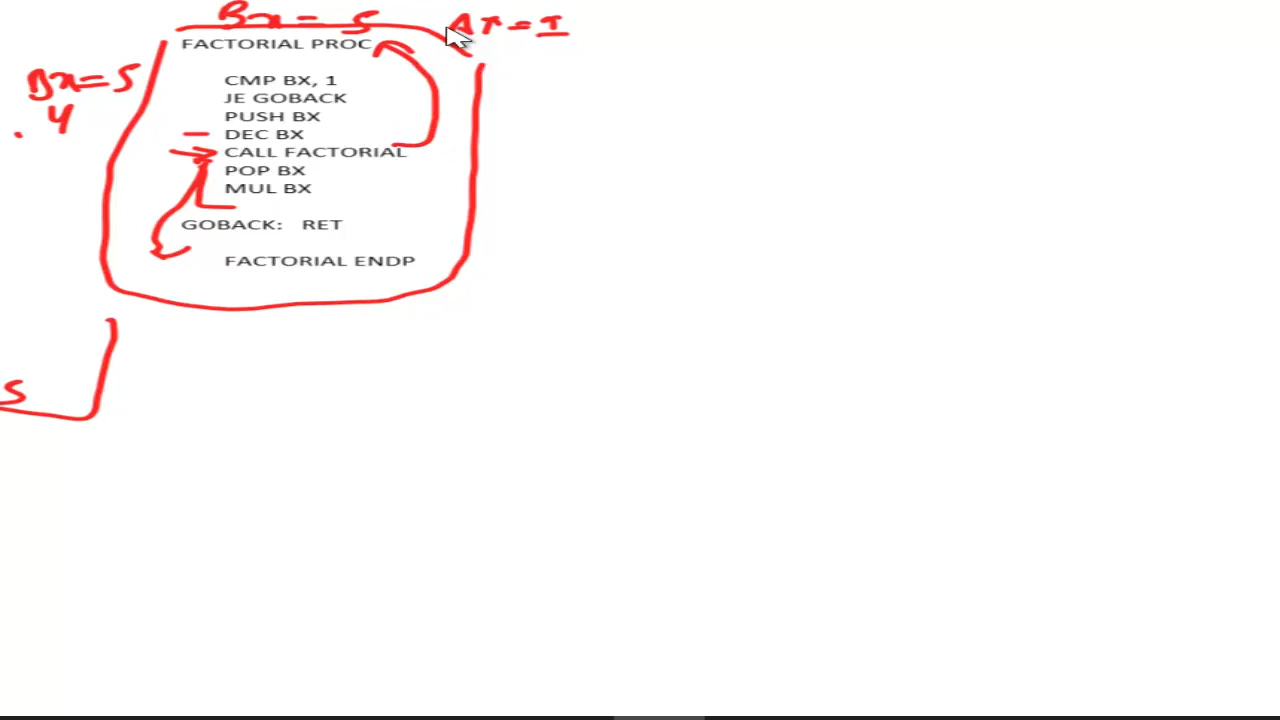 Bx = 5
Ax = 1
FACTORIAL PROC
Bx = 5
4
CMP BX, 1
JE GOBACK
PUSH BX
DEC BX
CALL FACTORIAL
POP BX
MUL BX
GOBACK: RET
FACTORIAL ENDP
5